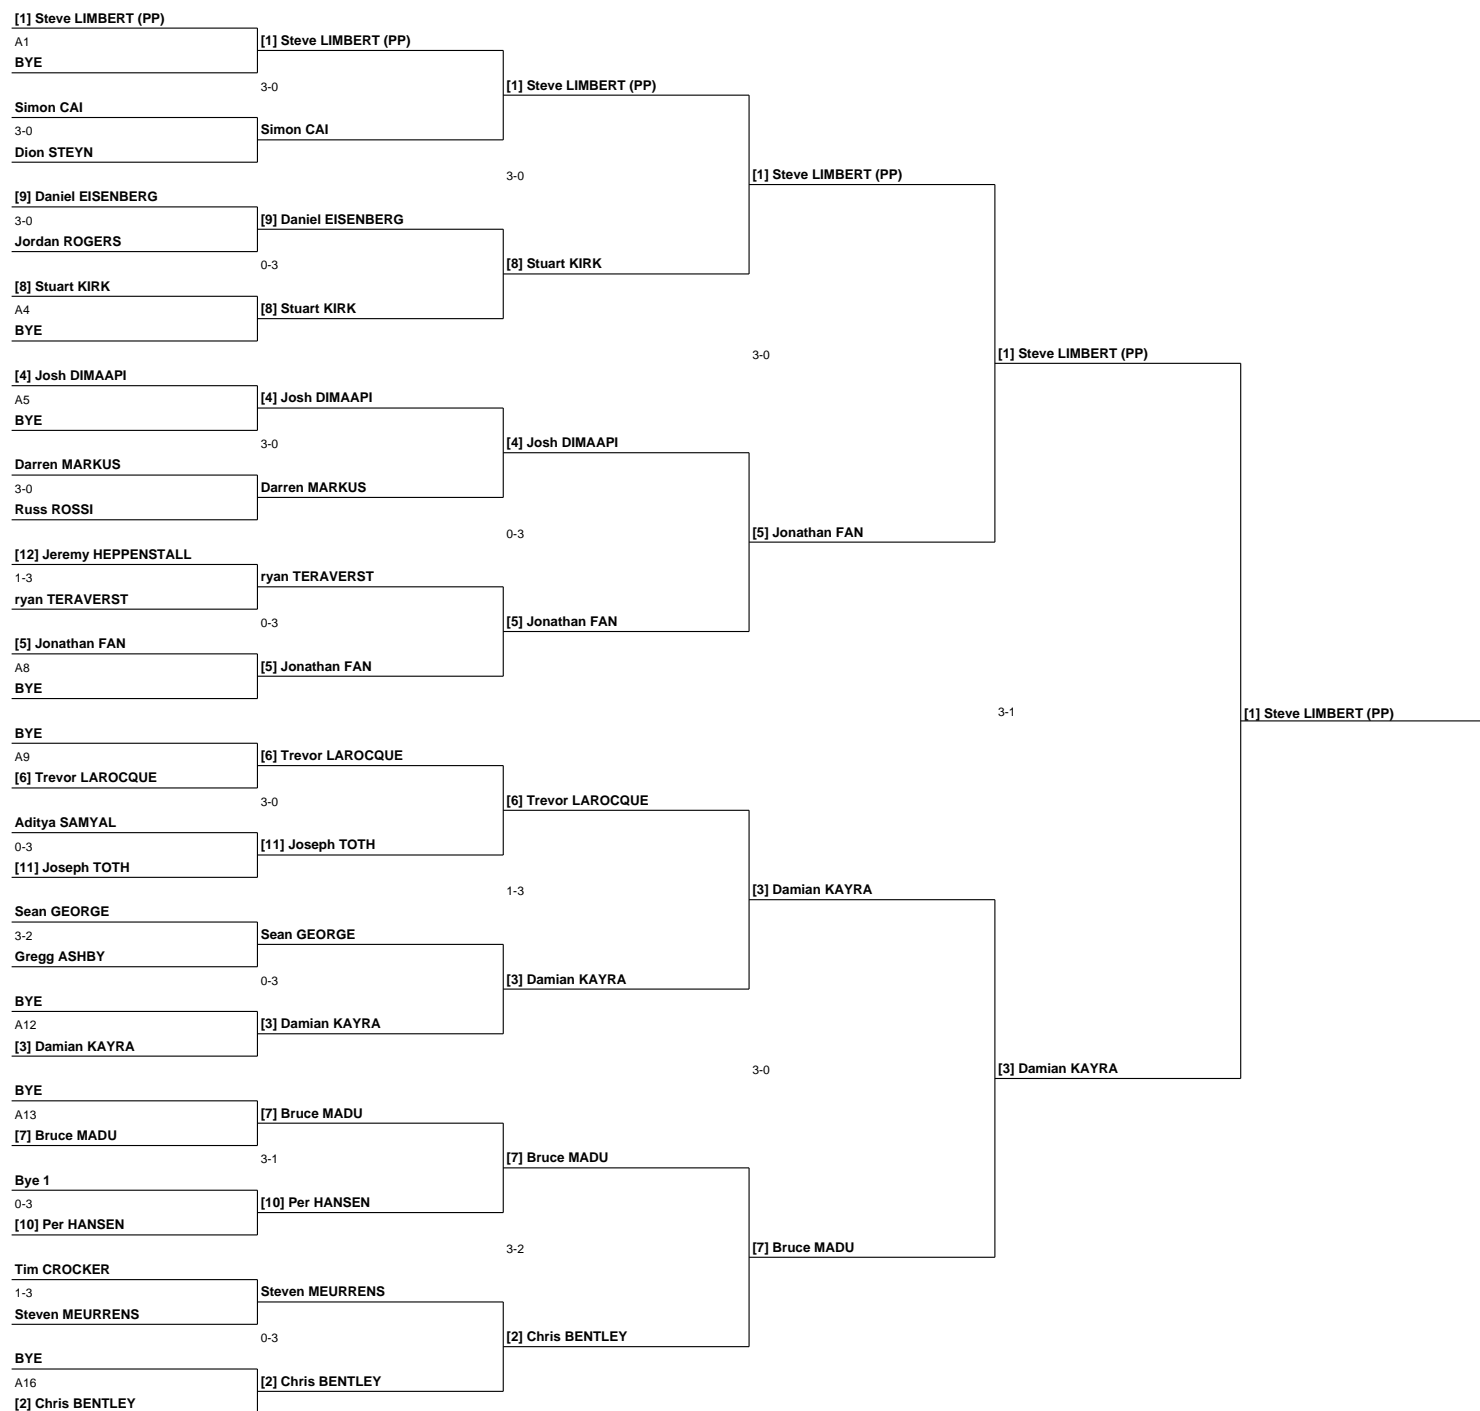 [1] Steve LIMBERT (PP)
A1
BYE
Simon CAI
3-0
Dion STEYN
[9] Daniel EISENBERG
3-0
Jordan ROGERS
[8] Stuart KIRK
A4
BYE
[4] Josh DIMAAPI
A5
BYE
Darren MARKUS
3-0
Russ ROSSI
[12] Jeremy HEPPENSTALL
1-3
ryan TERAVERST
[5] Jonathan FAN
A8
BYE
BYE
A9
[6] Trevor LAROCQUE
Aditya SAMYAL
0-3
[11] Joseph TOTH
Sean GEORGE
3-2
Gregg ASHBY
BYE
A12
[3] Damian KAYRA
BYE
A13
[7] Bruce MADU
Bye 1
0-3
[10] Per HANSEN
Tim CROCKER
1-3
Steven MEURRENS
BYE
A16
[2] Chris BENTLEY
[1] Steve LIMBERT (PP)
3-0
Simon CAI
[9] Daniel EISENBERG
0-3
[8] Stuart KIRK
[4] Josh DIMAAPI
3-0
Darren MARKUS
ryan TERAVERST
0-3
[5] Jonathan FAN
[6] Trevor LAROCQUE
3-0
[11] Joseph TOTH
Sean GEORGE
0-3
[3] Damian KAYRA
[7] Bruce MADU
3-1
[10] Per HANSEN
Steven MEURRENS
0-3
[2] Chris BENTLEY
[1] Steve LIMBERT (PP)
3-0
[8] Stuart KIRK
[4] Josh DIMAAPI
0-3
[5] Jonathan FAN
[6] Trevor LAROCQUE
1-3
[3] Damian KAYRA
[7] Bruce MADU
3-2
[2] Chris BENTLEY
[1] Steve LIMBERT (PP)
3-0
[5] Jonathan FAN
[3] Damian KAYRA
3-0
[7] Bruce MADU
[1] Steve LIMBERT (PP)
3-1
[3] Damian KAYRA
[1] Steve LIMBERT (PP)